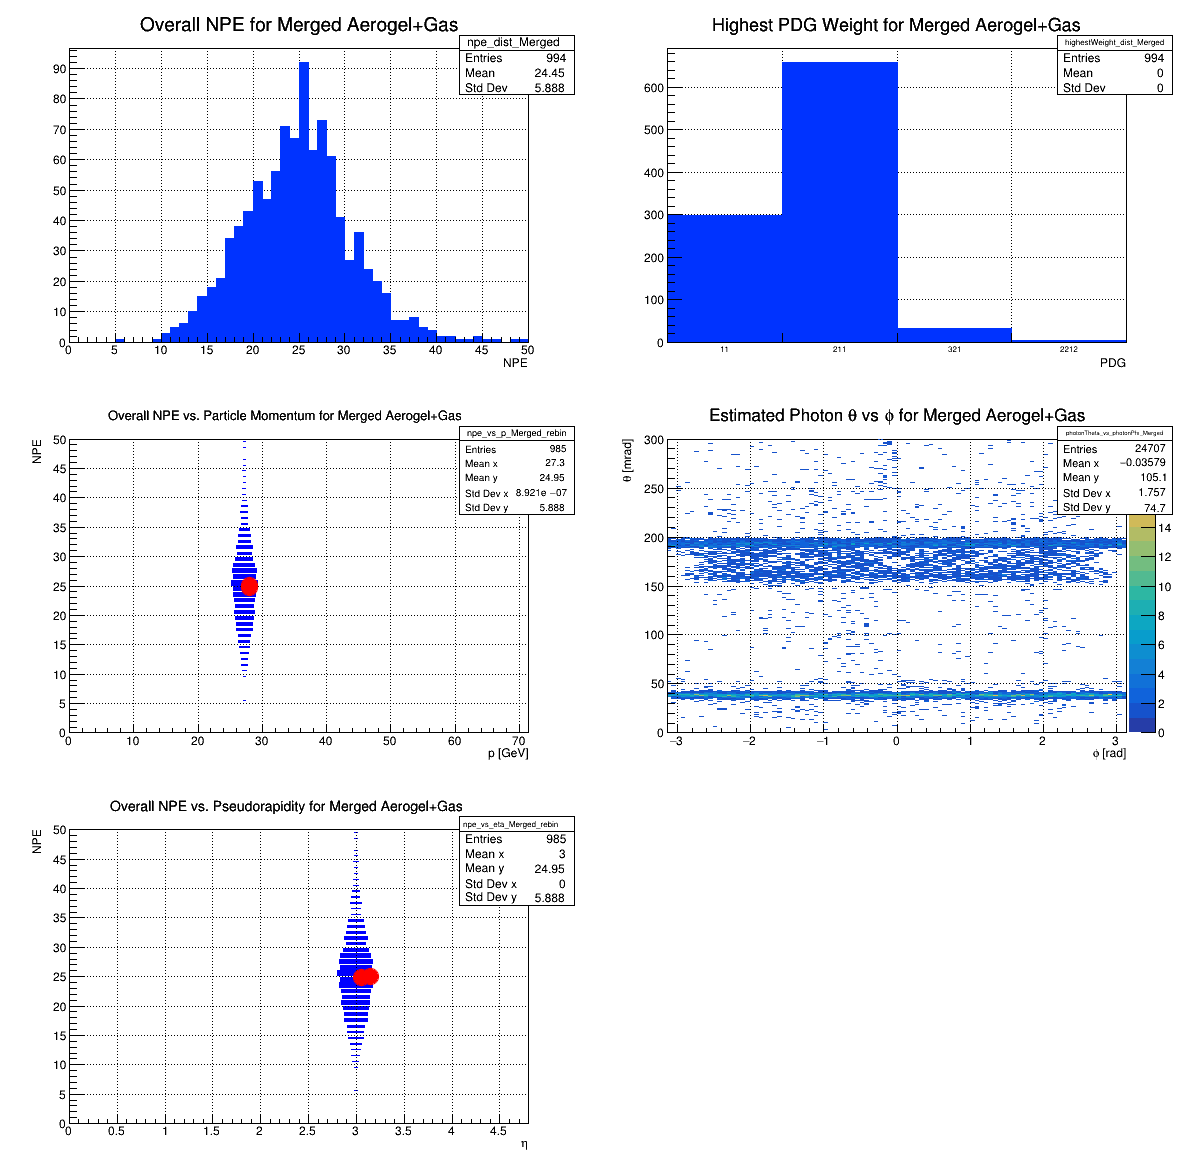 Overall NPE for Merged Aerogel+Gas
npe_dist_Merged
Entries 994
Mean 24.45
Std Dev 5.888
90
80
70
60
50
40
30
20
10
0
0 5 10 15 20 25 30 35 40 45 50
NPE
Highest PDG Weight for Merged Aerogel+Gas
highestWeight_dist_Merged
Entries 994
Mean 0
Std Dev 0
600
500
400
300
200
100
0
11 211 321 2212
PDG
Overall NPE vs. Particle Momentum for Merged Aerogel+Gas
npe_vs_p_Merged_rebin
Entries 985
Mean x 27.3
Mean y 24.95
Std Dev x 8.921e −07
Std Dev y 5.888
NPE
50
45
40
35
30
25
20
15
10
5
0
0 10 20 30 40 50 60 70
p [GeV]
Estimated Photon θ vs ϕ for Merged Aerogel+Gas
photonTheta_vs_photonPhi_Merged
Entries 24707
Mean x −0.03579
Mean y 105.1
Std Dev x 1.757
Std Dev y 74.7
θ [mrad]
300
250
200
150
100
50
0
−3 −2 −1 0 1 2 3
ϕ [rad]
14
12
10
8
6
4
2
0
Overall NPE vs. Pseudorapidity for Merged Aerogel+Gas
npe_vs_eta_Merged_rebin
Entries 985
Mean x 3
Mean y 24.95
Std Dev x 0
Std Dev y 5.888
NPE
50
45
40
35
30
25
20
15
10
5
0
0 0.5 1 1.5 2 2.5 3 3.5 4 4.5
η